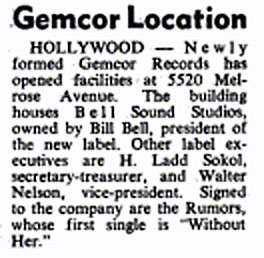 Gemcor Location
HOLLYWOOD — Newly
formed Gemcor Records has
opened facilities at 5520 Mel-
rose Avenue. The building
houses Bell Sound Studios,
owned by Bill Bell, president of
the new label. Other label ex-
ecutives are H. Ladd Sokol,
secretary-treasurer, and Walter
Nelson, vice-president. Signed
to the company are the Rumors,
whose first single is "Without
Her."